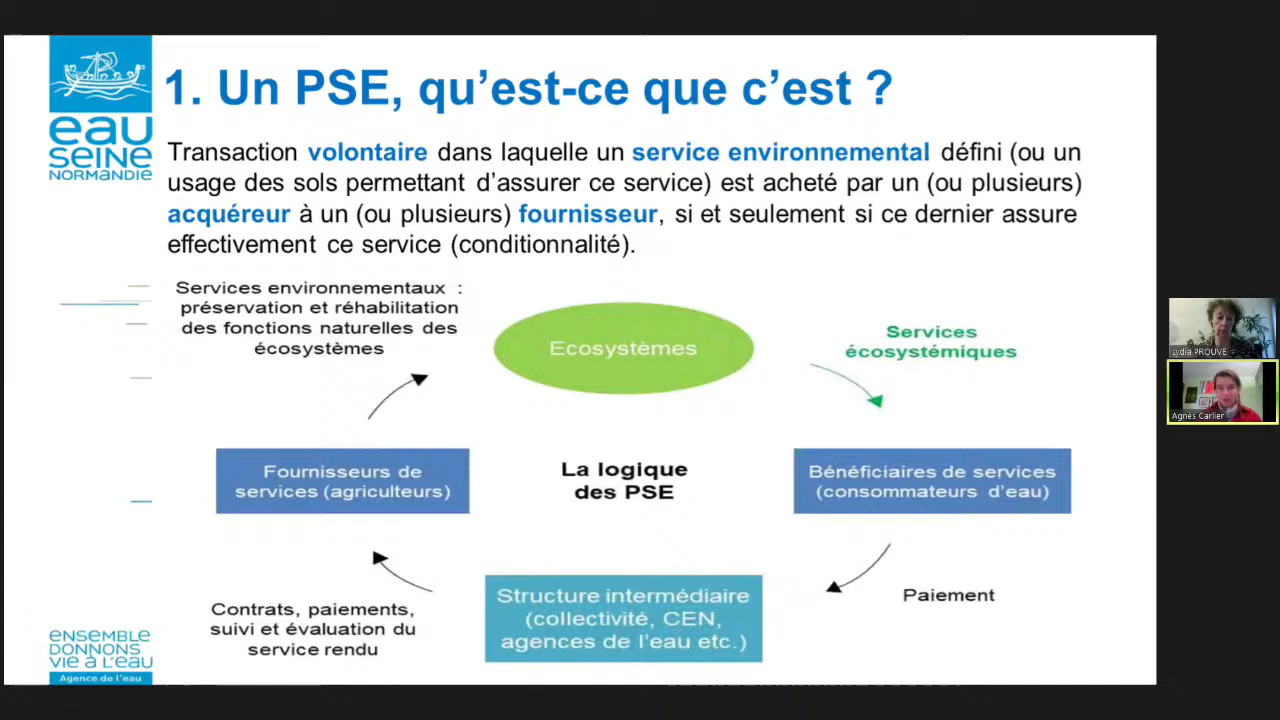 eau
SEINE
NORMANDIE
1. Un PSE, qu'est-ce que c'est ?
Transaction volontaire dans laquelle un service environnemental défini (ou un
usage des sols permettant d'assurer ce service) est acheté par un (ou plusieurs)
acquéreur à un (ou plusieurs) fournisseur, si et seulement si ce dernier assure
effectivement ce service (conditionnalité).
Services environnementaux :
préservation et réhabilitation
des fonctions naturelles des
écosystèmes
Ecosystèmes
Services
écosystémiques
Fournisseurs de
services (agriculteurs)
La logique
des PSE
Bénéficiaires de services
(consommateurs d'eau)
Contrats, paiements,
suivi et évaluation du
service rendu
Structure intermédiaire
(collectivité, CEN,
agences de l'eau etc.)
Paiement
ENSEMBLE
DONNONS
VIE à L'EAU
Agence de l'eau
Lydia PROUVE
Agnès Carlier